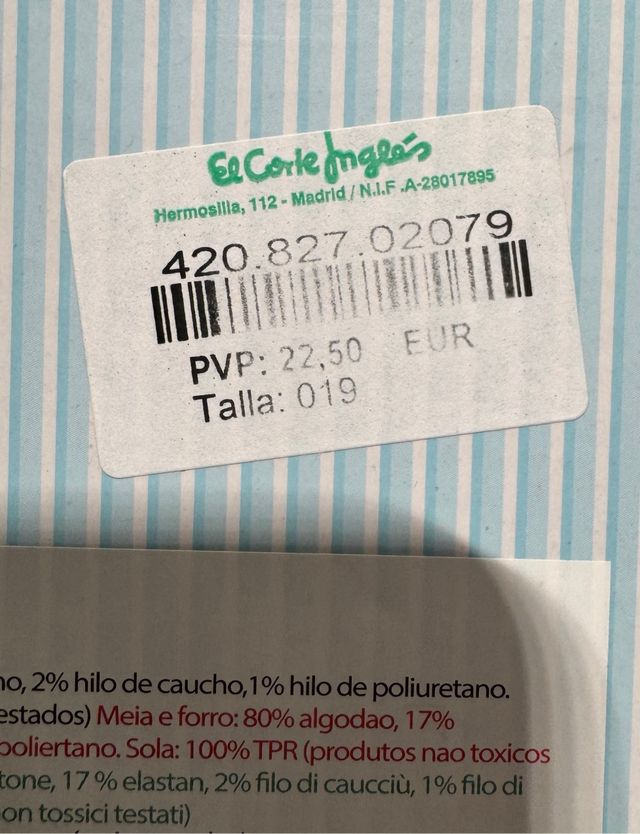 El Corte Inglés
Hermosilla, 112 - Madrid / N.I.F .A-28017895
420.827.02079
PVP: 22,50 EUR
Talla: 019
no, 2% hilo de caucho,1% hilo de poliuretano.
estados) Meia e forro: 80% algodao, 17%
poliertano. Sola: 100% TPR (produtos nao toxicos
tone, 17 % elastan, 2% filo di caucciù, 1% filo di
on tossici testati)